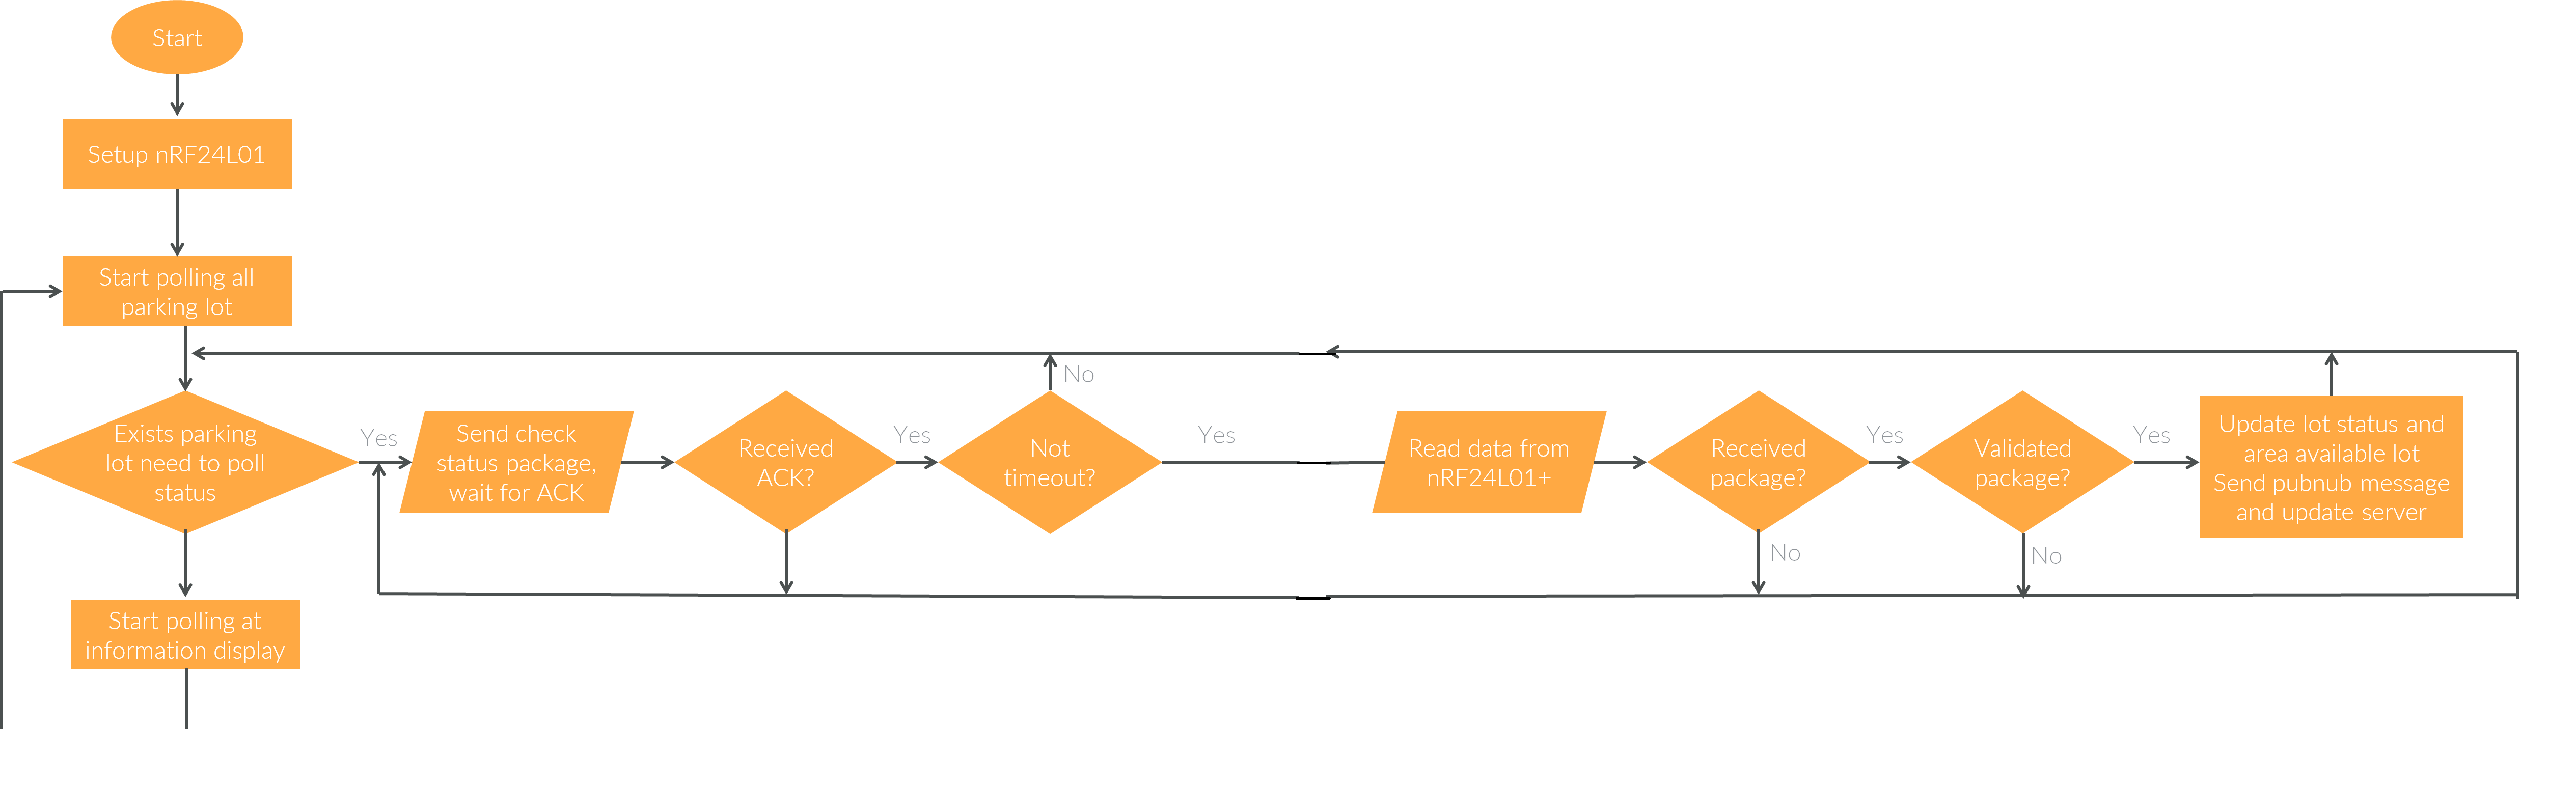 Start
Setup nRF24L01
Start polling all
parking lot
Exists parking
lot need to poll
status
Yes
Send check
status package,
wait for ACK
Received
ACK?
Yes
Not
timeout?
No
Yes
Read data from
nRF24L01+
Received
package?
Yes
No
Validated
package?
Yes
No
Update lot status and
area available lot
Send pubnub message
and update server
Start polling at
information display